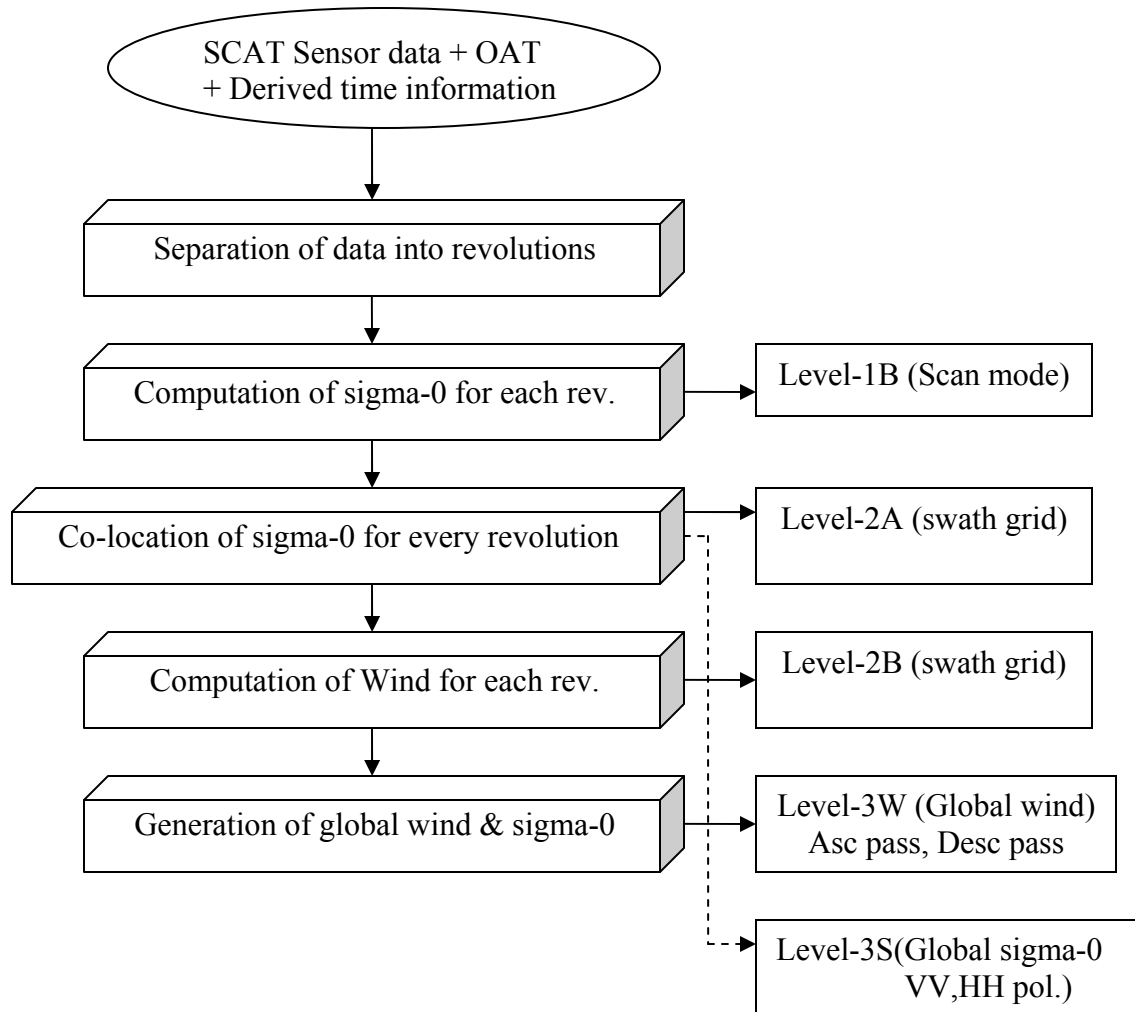 SCAT Sensor data + OAT
+ Derived time information
Separation of data into revolutions
Computation of sigma-0 for each rev.
Level-1B (Scan mode)
Co-location of sigma-0 for every revolution
Level-2A (swath grid)
Computation of Wind for each rev.
Level-2B (swath grid)
Generation of global wind & sigma-0
Level-3W (Global wind)
Asc pass, Desc pass
Level-3S(Global sigma-0
VV,HH pol.)